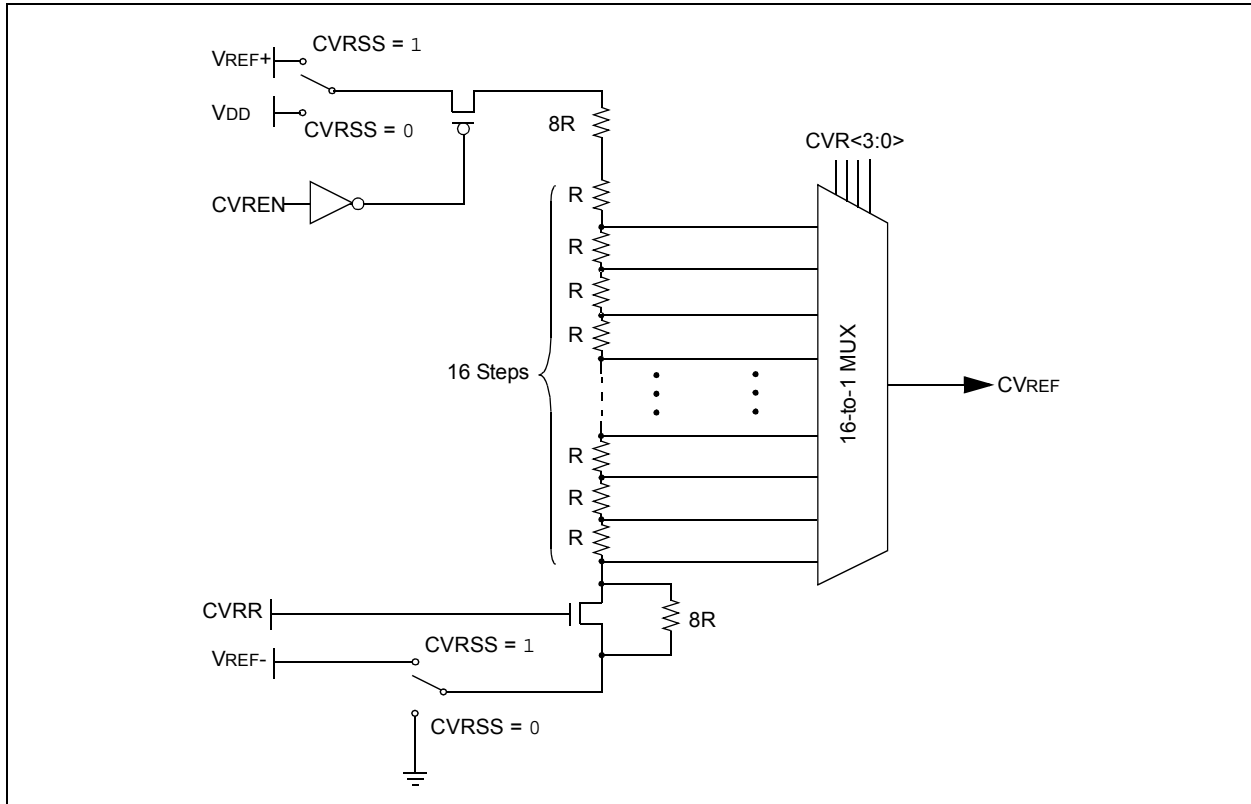 CVRSS = 1
VREF+
VDD
CVRSS = 0
8R
CVR<3:0>
CVREN
R
R
R
R
16 Steps
16-to-1 MUX
CVREF
R
R
R
CVRR
8R
CVRSS = 1
VREF-
CVRSS = 0